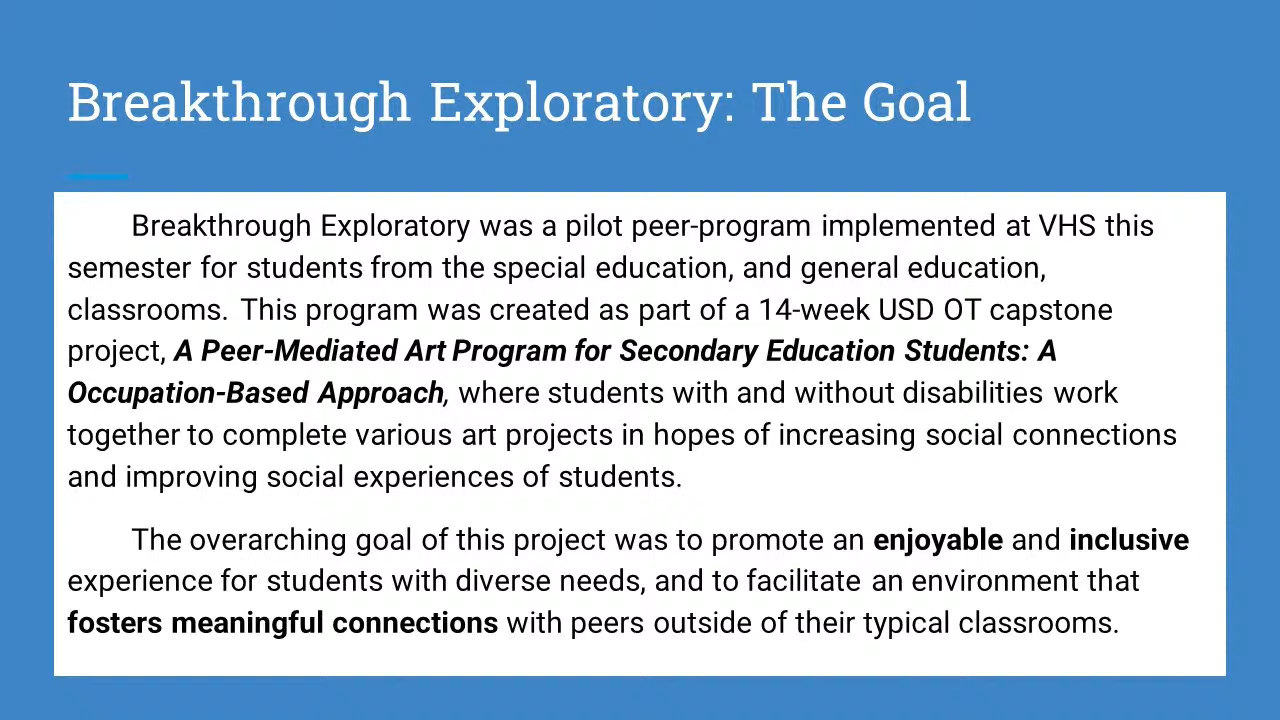 Breakthrough Exploratory: The Goal
Breakthrough Exploratory was a pilot peer-program implemented at VHS this
semester for students from the special education, and general education,
classrooms. This program was created as part of a 14-week USD OT capstone
project, A Peer-Mediated Art Program for Secondary Education Students: A
Occupation-Based Approach, where students with and without disabilities work
together to complete various art projects in hopes of increasing social connections
and improving social experiences of students.
The overarching goal of this project was to promote an enjoyable and inclusive
experience for students with diverse needs, and to facilitate an environment that
fosters meaningful connections with peers outside of their typical classrooms.